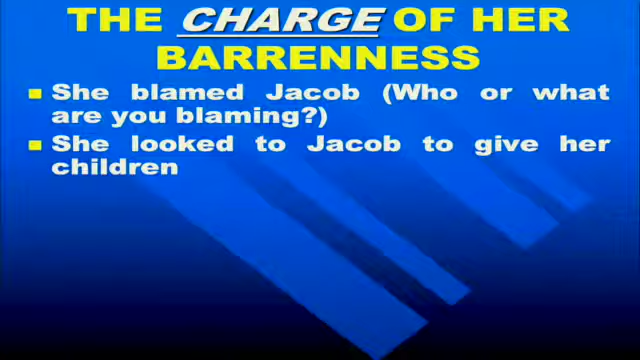 THE CHARGE OF HER
BARRENNESS
She blamed Jacob (Who or what
are you blaming?)
She looked to Jacob to give her
children